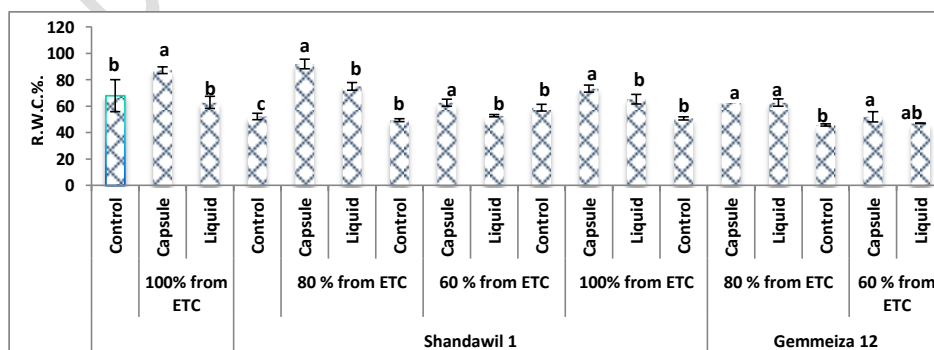 R.W.C.%.
120
100
80
60
40
20
0
b
a
b
c
a
b
b
a
b
b
a
b
b
a
a
b
a
ab
Control
Capsule
Liquid
Control
Capsule
Liquid
Control
Capsule
Liquid
Control
Capsule
Liquid
Control
Capsule
Liquid
Control
Capsule
Liquid
100% from
ETC
80 % from ETC
60 % from ETC
100% from ETC
80 % from ETC
60 % from
ETC
Shandawil 1
Gemmeiza 12